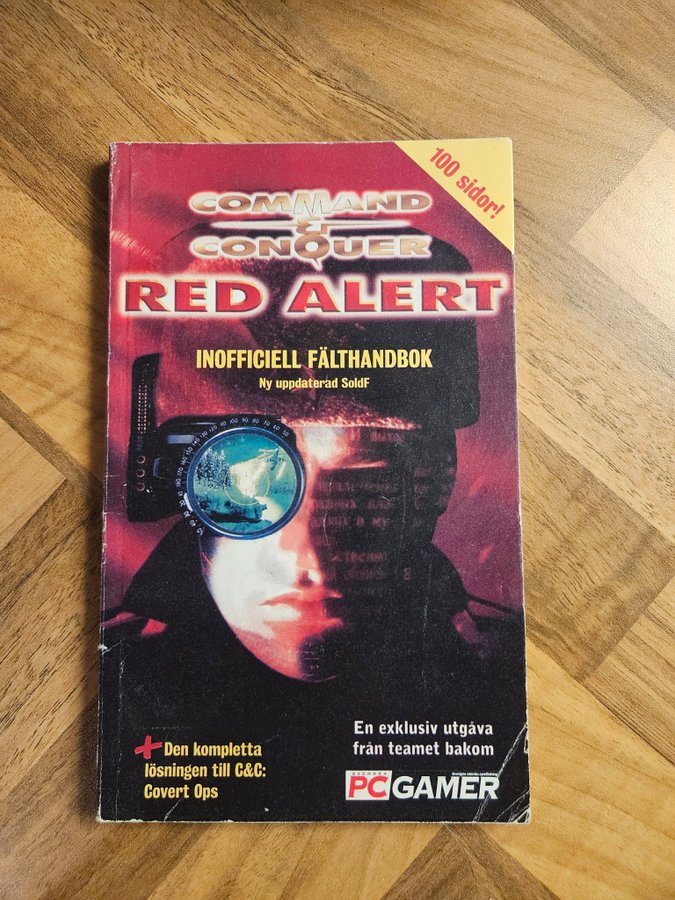 100 sidor!
COMMAND
&
CONQUER
RED ALERT
INOFFICIELL FÄLTHANDBOK
Ny uppdaterad SoldF
En exklusiv utgåva
från teamet bakom
SVENSKA
PC GAMER
+ Den kompletta
lösningen till C&C:
Covert Ops